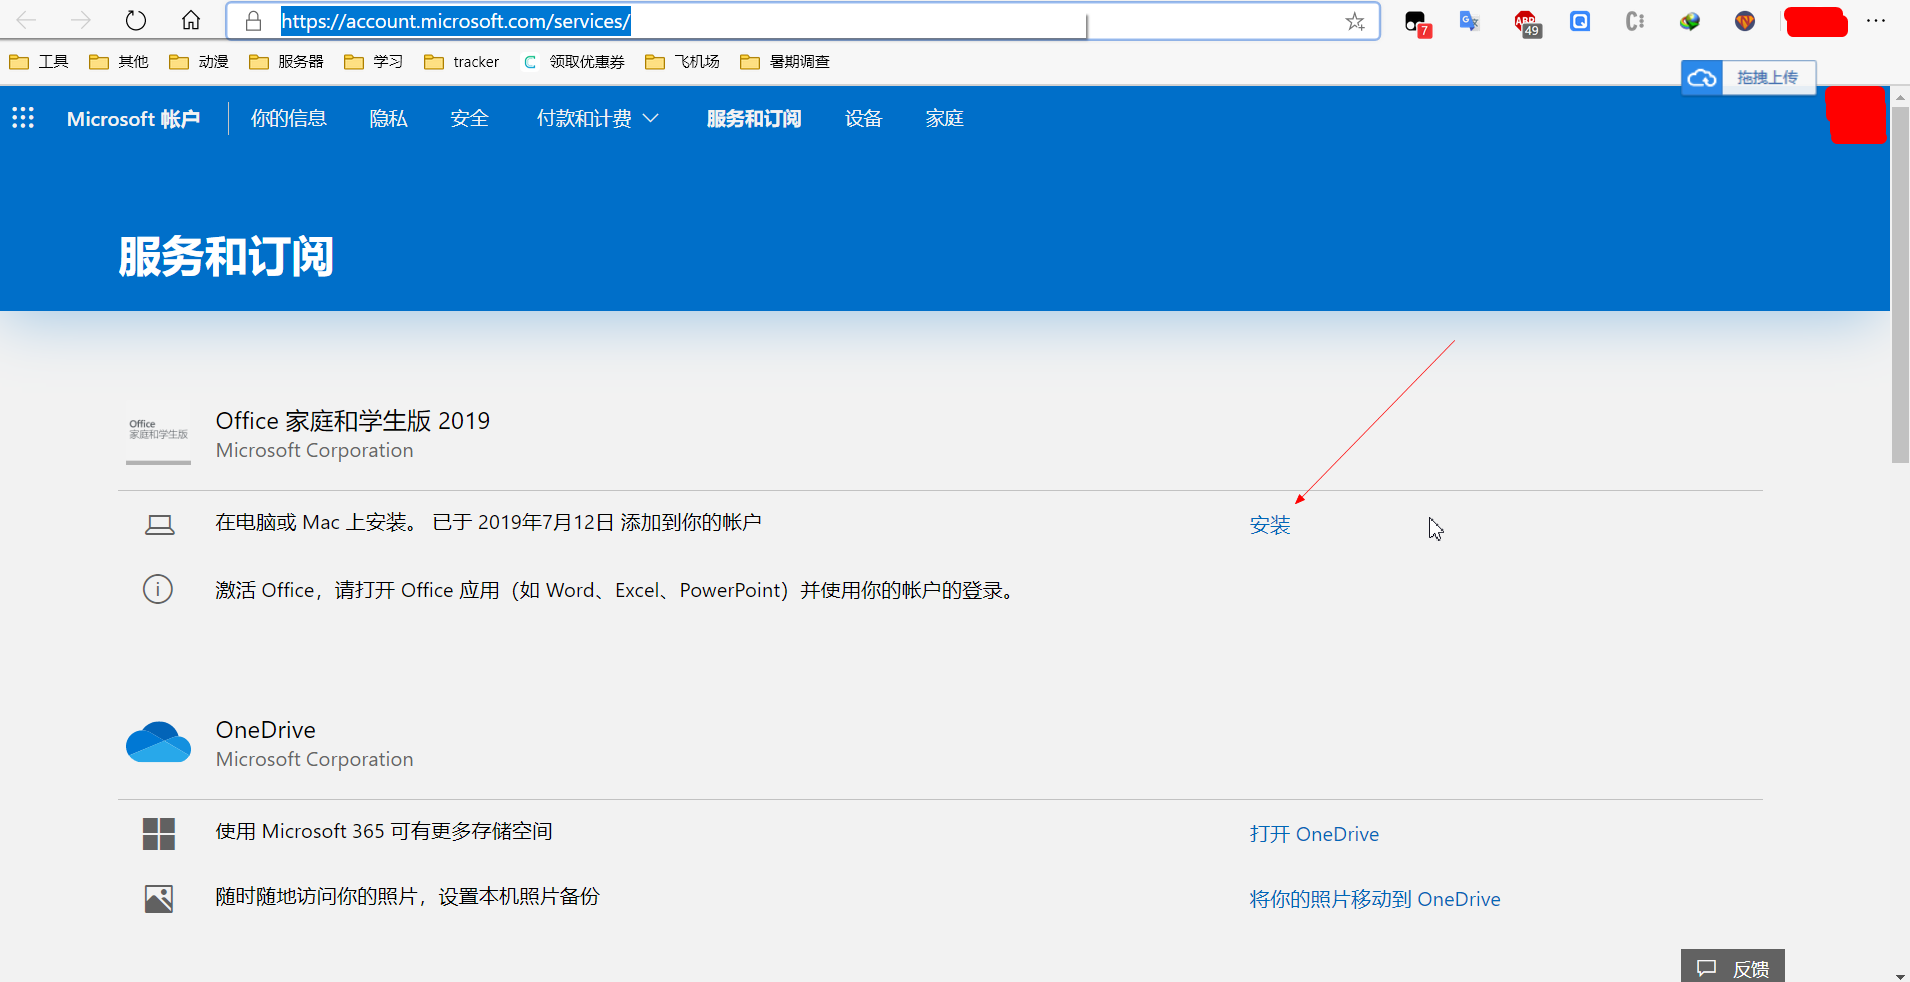 https://account.microsoft.com/services/
7
49
工具 其他 动漫 服务器 学习 tracker 领取优惠券 飞机场 暑期调查
拖拽上传
Microsoft 帐户 你的信息 隐私 安全 付款和计费 服务和订阅 设备 家庭
服务和订阅
Office
家庭和学生版
Office 家庭和学生版 2019
Microsoft Corporation
在电脑或 Mac 上安装。 已于 2019年7月12日 添加到你的帐户
安装
激活 Office，请打开 Office 应用（如 Word、Excel、PowerPoint）并使用你的帐户的登录。
OneDrive
Microsoft Corporation
使用 Microsoft 365 可有更多存储空间
打开 OneDrive
随时随地访问你的照片，设置本机照片备份
将你的照片移动到 OneDrive
反馈